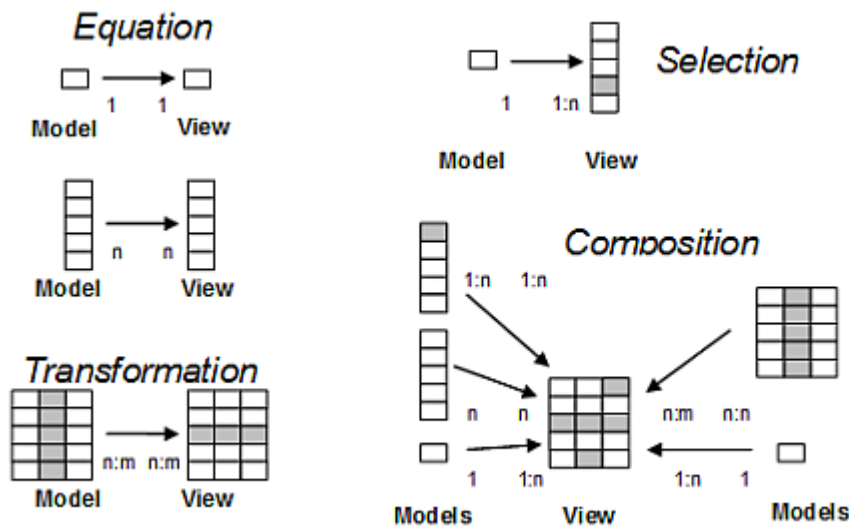 Equation
1 1
Model View
n n
Model View
Transformation
n:m n:m
Model View
Selection
1 1:n
Model View
Composition
1:n 1:n
n n
n:m n:n
1 1:n
1:n 1
Models View Models